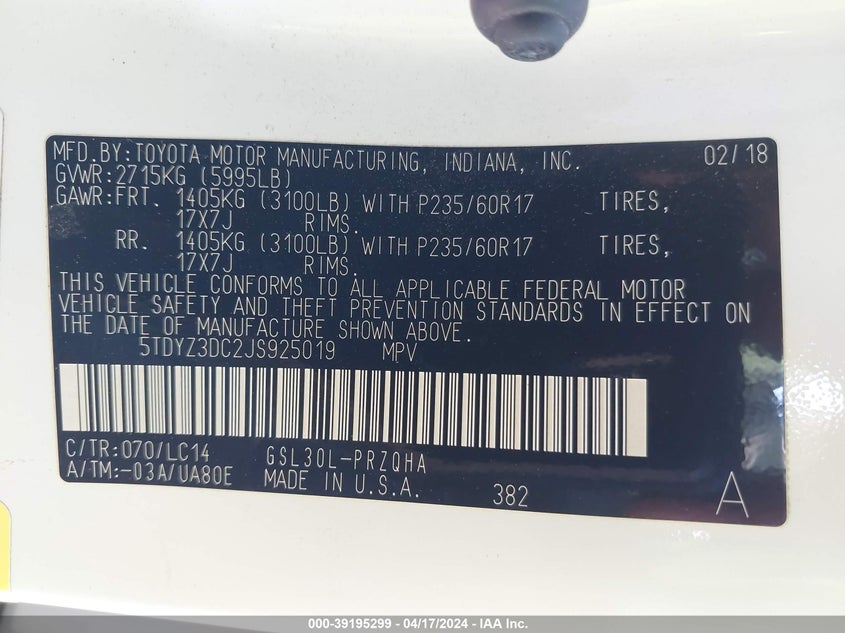 MFD.BY:TOYOTA MOTOR MANUFACTURING, INDIANA, INC. 02/18
GVWR:2715KG (5995LB)
GAWR:FRT. 1405KG (3100LB) WITH P235/60R17 TIRES,
17X7J RIMS.
RR. 1405KG (3100LB) WITH P235/60R17 TIRES,
17X7J RIMS.
THIS VEHICLE CONFORMS TO ALL APPLICABLE FEDERAL MOTOR
VEHICLE SAFETY AND THEFT PREVENTION STANDARDS IN EFFECT ON
THE DATE OF MANUFACTURE SHOWN ABOVE.
5TDYZ3DC2JS925019 MPV
C/TR:070/LC14 GSL30L-PRZQHA
A/TM:-03A/UA80E MADE IN U.S.A. 382 A
000-39195299 - 04/17/2024 - IAA Inc.